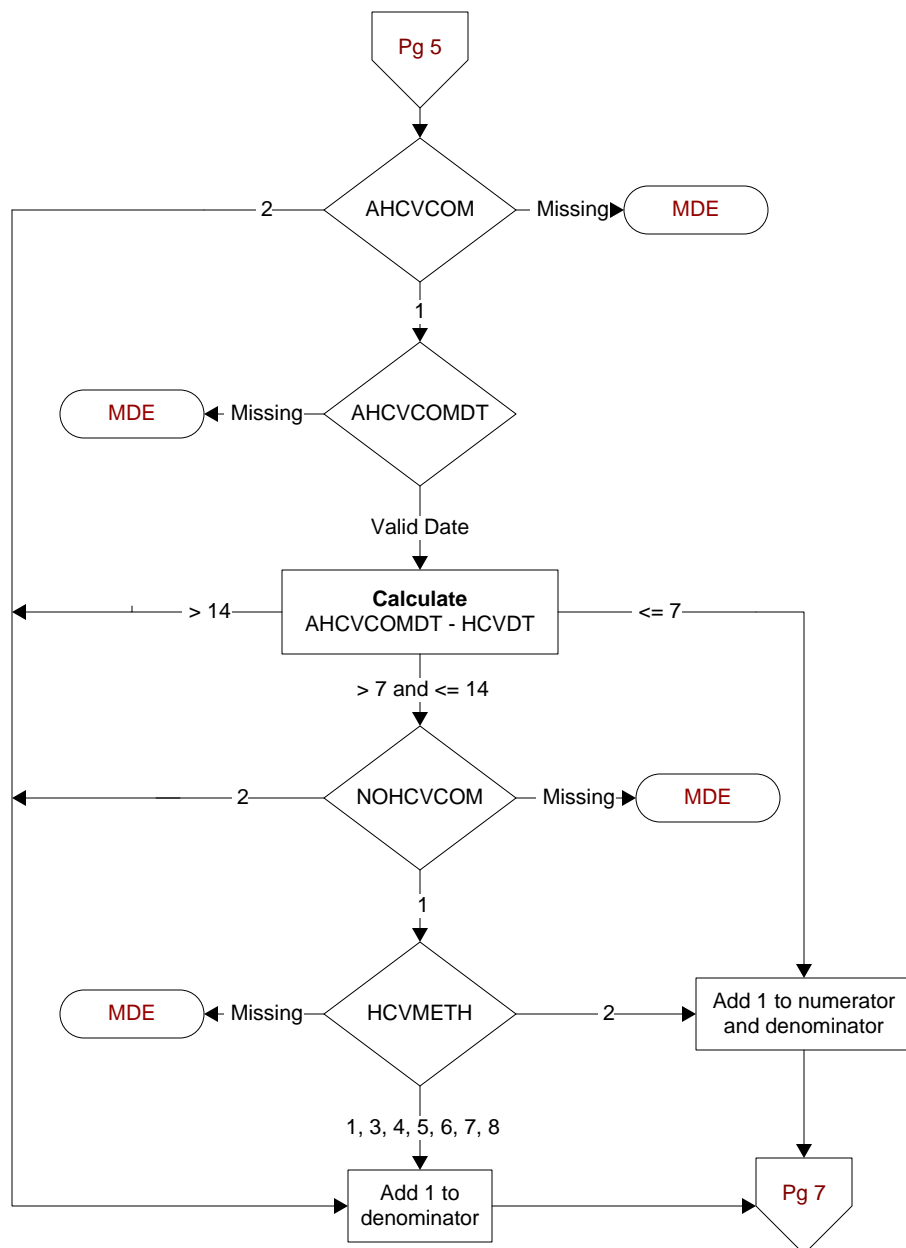 Pg 5
2
AHCVCOM
Missing
MDE
1
MDE
Missing
AHCVCOMDT
Valid Date
> 14
Calculate
AHCVCOMDT - HCVDT
<= 7
> 7 and <= 14
2
NOHCVCOM
Missing
MDE
1
MDE
Missing
HCVMETH
2
Add 1 to numerator
and denominator
1, 3, 4, 5, 6, 7, 8
Add 1 to
denominator
Pg 7